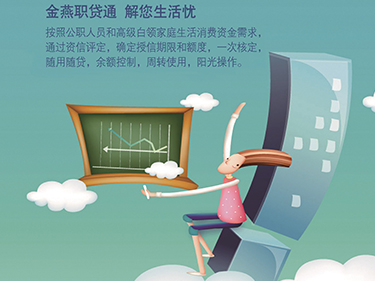 金燕职贷通 解您生活忧
按照公职人员和高级白领家庭生活消费资金需求，
通过资信评定，确定授信期限和额度，一次核定，
随用随贷，余额控制，周转使用，阳光操作。